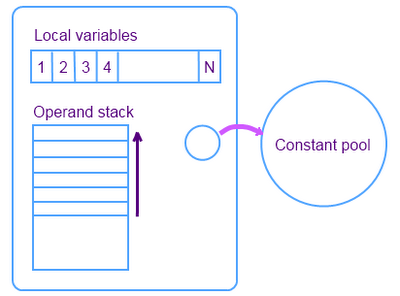 Local variables
1 2 3 4 N
Operand stack
Constant pool